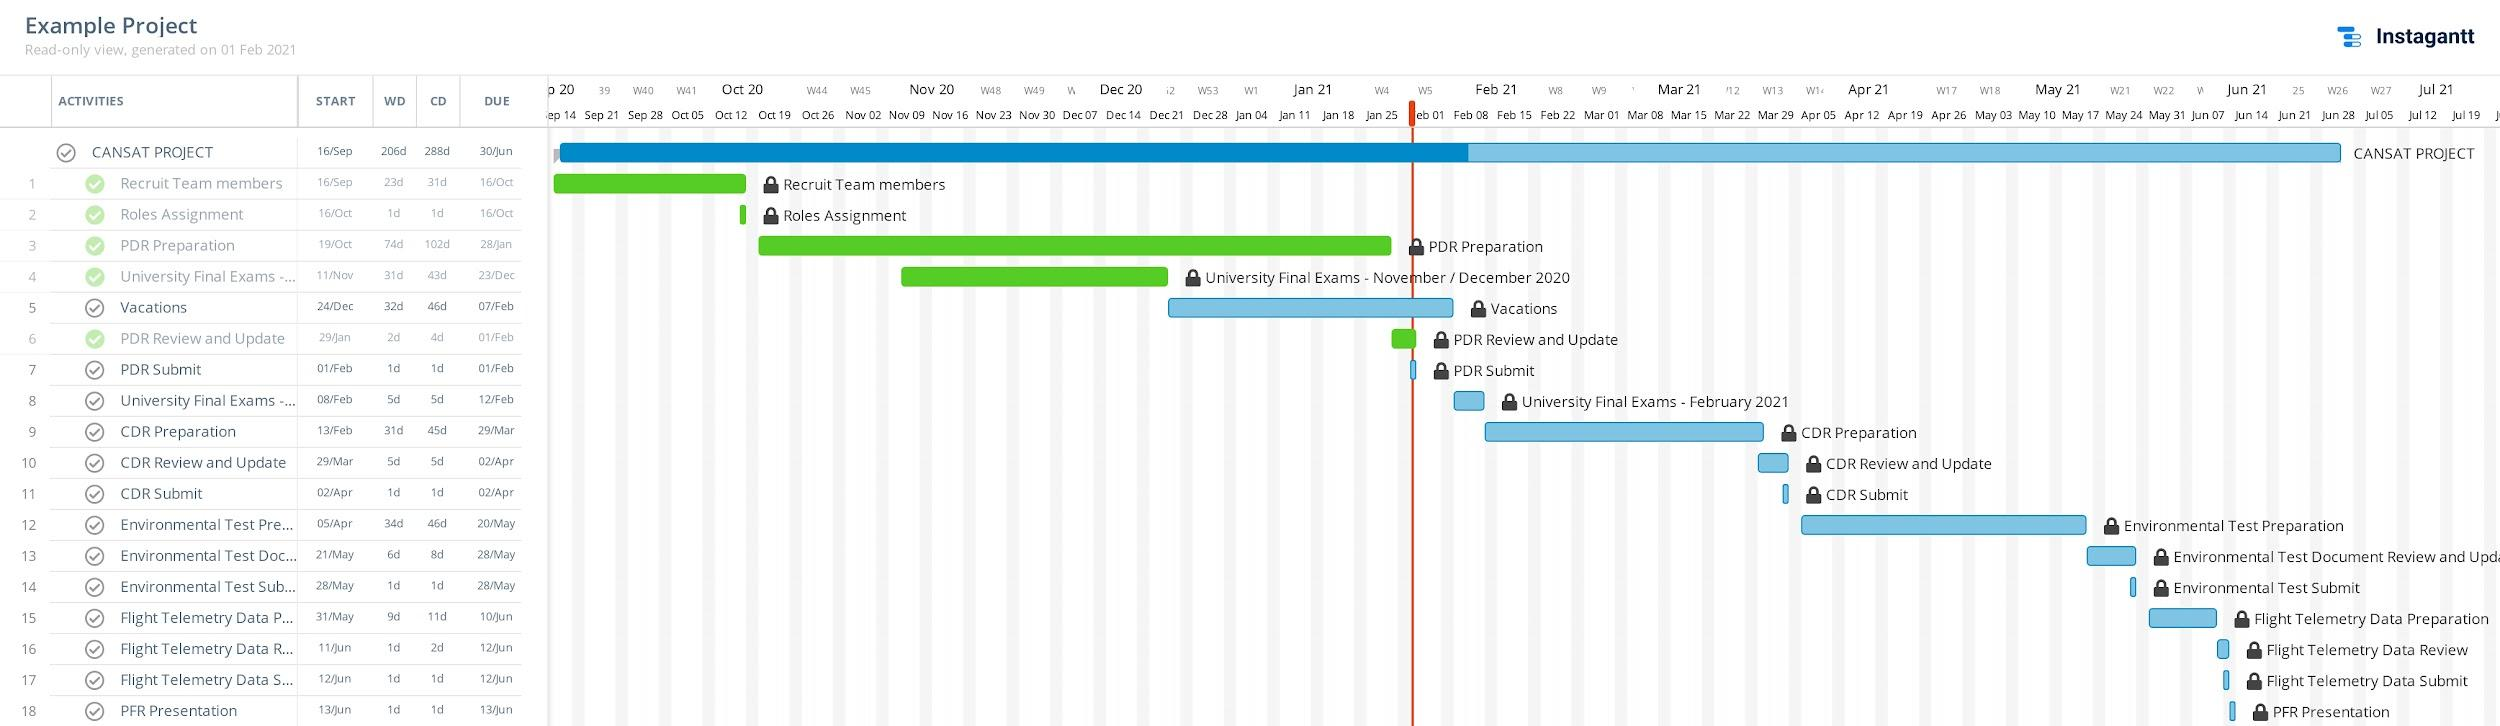 Example Project
Read-only view, generated on 01 Feb 2021
Instagantt
ACTIVITIES START WD CD DUE
20 39 W40 W41 Oct 20 W44 W45 Nov 20 W48 W49 Dec 20 W53 W1 Jan 21 W4 W5 Feb 21 W8 W9 Mar 21 W13 Apr 21 W17 W18 May 21 W21 W22 Jun 21 25 W26 W27 Jul 21
ep 14 Sep 21 Sep 28 Oct 05 Oct 12 Oct 19 Oct 26 Nov 02 Nov 09 Nov 16 Nov 23 Nov 30 Dec 07 Dec 14 Dec 21 Dec 28 Jan 04 Jan 11 Jan 18 Jan 25 eb 01 Feb 08 Feb 15 Feb 22 Mar 01 Mar 08 Mar 15 Mar 22 Mar 29 Apr 05 Apr 12 Apr 19 Apr 26 May 03 May 10 May 17 May 24 May 31 Jun 07 Jun 14 Jun 21 Jun 28 Jul 05 Jul 12 Jul 19
CANSAT PROJECT 16/Sep 206d 288d 30/Jun CANSAT PROJECT
1 Recruit Team members 16/Sep 23d 31d 16/Oct Recruit Team members
2 Roles Assignment 16/Oct 1d 1d 16/Oct Roles Assignment
3 PDR Preparation 19/Oct 74d 102d 28/Jan PDR Preparation
4 University Final Exams -... 11/Nov 31d 43d 23/Dec University Final Exams - November / December 2020
5 Vacations 24/Dec 32d 46d 07/Feb Vacations
6 PDR Review and Update 29/Jan 2d 4d 01/Feb PDR Review and Update
7 PDR Submit 01/Feb 1d 1d 01/Feb PDR Submit
8 University Final Exams -... 08/Feb 5d 5d 12/Feb University Final Exams - February 2021
9 CDR Preparation 13/Feb 31d 45d 29/Mar CDR Preparation
10 CDR Review and Update 29/Mar 5d 5d 02/Apr CDR Review and Update
11 CDR Submit 02/Apr 1d 1d 02/Apr CDR Submit
12 Environmental Test Pre... 05/Apr 34d 46d 20/May Environmental Test Preparation
13 Environmental Test Doc... 21/May 6d 8d 28/May Environmental Test Document Review and Upda
14 Environmental Test Sub... 28/May 1d 1d 28/May Environmental Test Submit
15 Flight Telemetry Data P... 31/May 9d 11d 10/Jun Flight Telemetry Data Preparation
16 Flight Telemetry Data R... 11/Jun 1d 2d 12/Jun Flight Telemetry Data Review
17 Flight Telemetry Data S... 12/Jun 1d 1d 12/Jun Flight Telemetry Data Submit
18 PFR Presentation 13/Jun 1d 1d 13/Jun PFR Presentation